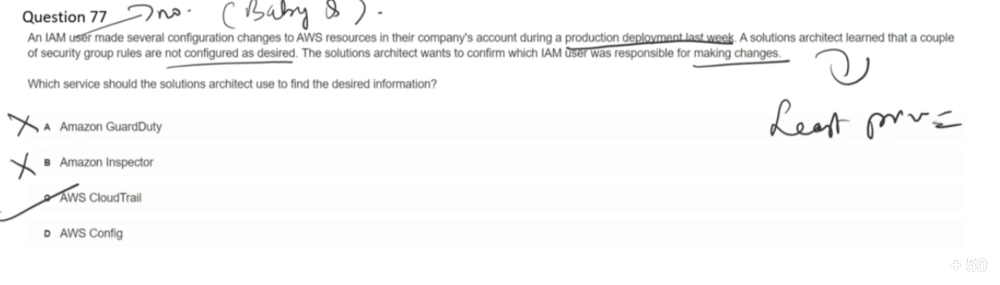 Question 77 → no. (Baby & ).
An IAM user made several configuration changes to AWS resources in their company's account during a production deployment last week. A solutions architect learned that a couple
of security group rules are not configured as desired. The solutions architect wants to confirm which IAM user was responsible for making changes.
Which service should the solutions architect use to find the desired information?
Least
A Amazon GuardDuty
B Amazon Inspector
AWS CloudTrail
D AWS Config
+ 50